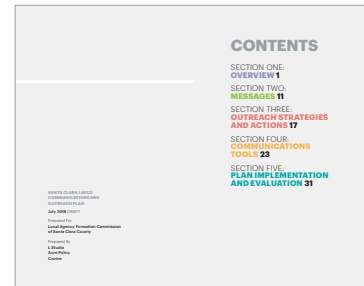 CONTENTS
SECTION ONE:
OVERVIEW 1
SECTION TWO:
MESSAGES 11
SECTION THREE:
OUTREACH STRATEGIES
AND ACTIONS 17
SECTION FOUR:
COMMUNICATIONS
TOOLS 23
SECTION FIVE:
PLAN IMPLEMENTATION
AND EVALUATION 31
SANTA CLARA LAFCO
COMMUNICATIONS AND
OUTREACH PLAN
July 2018 DRAFT
Prepared For
Local Agency Formation Commission
of Santa Clara County
Prepared By
L Studio
Covive